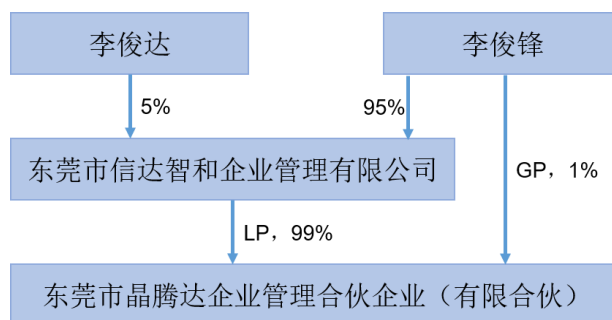 李俊达
李俊锋
5%
95%
东莞市信达智和企业管理有限公司
GP，1%
LP，99%
东莞市晶腾达企业管理合伙企业（有限合伙）